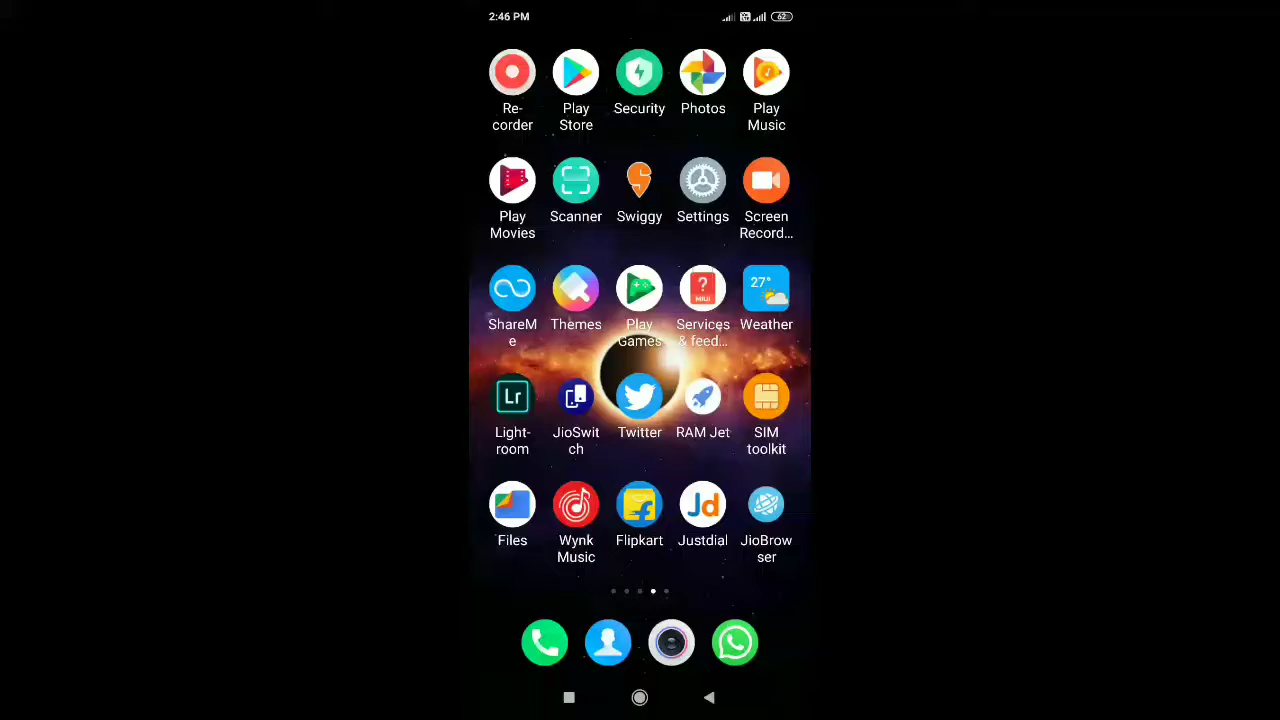 2:46 PM
62
Re-
corder
Play
Store
Security
Photos
Play
Music
Play
Movies
Scanner
Swiggy
Settings
Screen
Record...
27°
?
MIUI
ShareM
e
Themes
Play
Games
Services
& feed...
Weather
Lr
Light-
room
JioSwit
ch
Twitter
RAM Jet
SIM
toolkit
Jd
Files
Wynk
Music
Flipkart
Justdial
JioBrow
ser